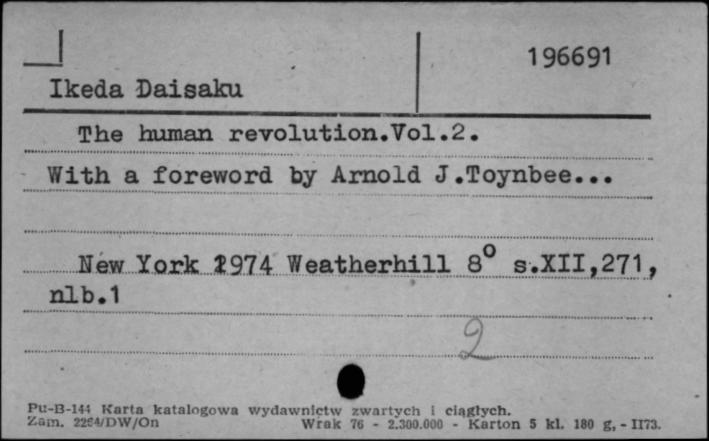 196691
Ikeda Daisaku
The human revolution.Vol.2.
With a foreword by Arnold J.Toynbee...
New York 1974 Weatherhill 8° s.XII,271,
nlb.1
2
Pu-B-144 Karta katalogowa wydawnictw zwartych i ciągłych.
Zam. 2264/DW/On Wrak 76 - 2.300.000 - Karton 5 kl. 180 g, - II73.